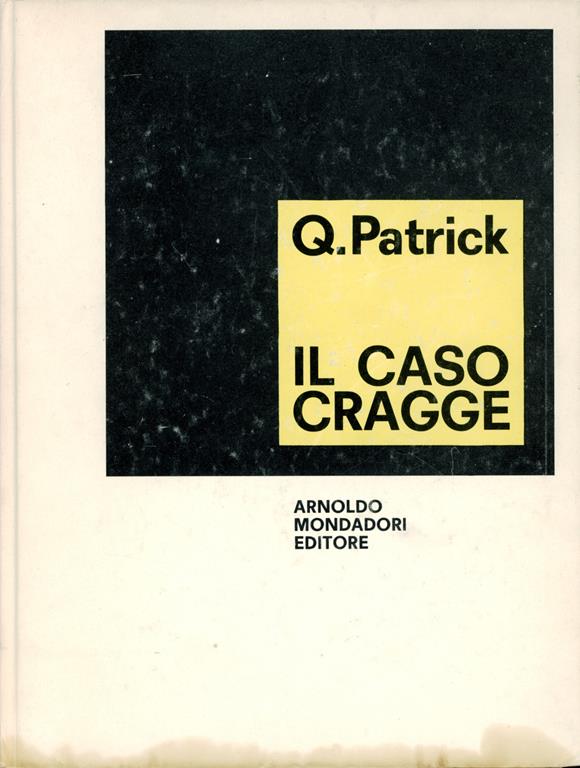 Q.Patrick
IL CASO
CRAGGE
ARNOLDO
MONDADORI
EDITORE